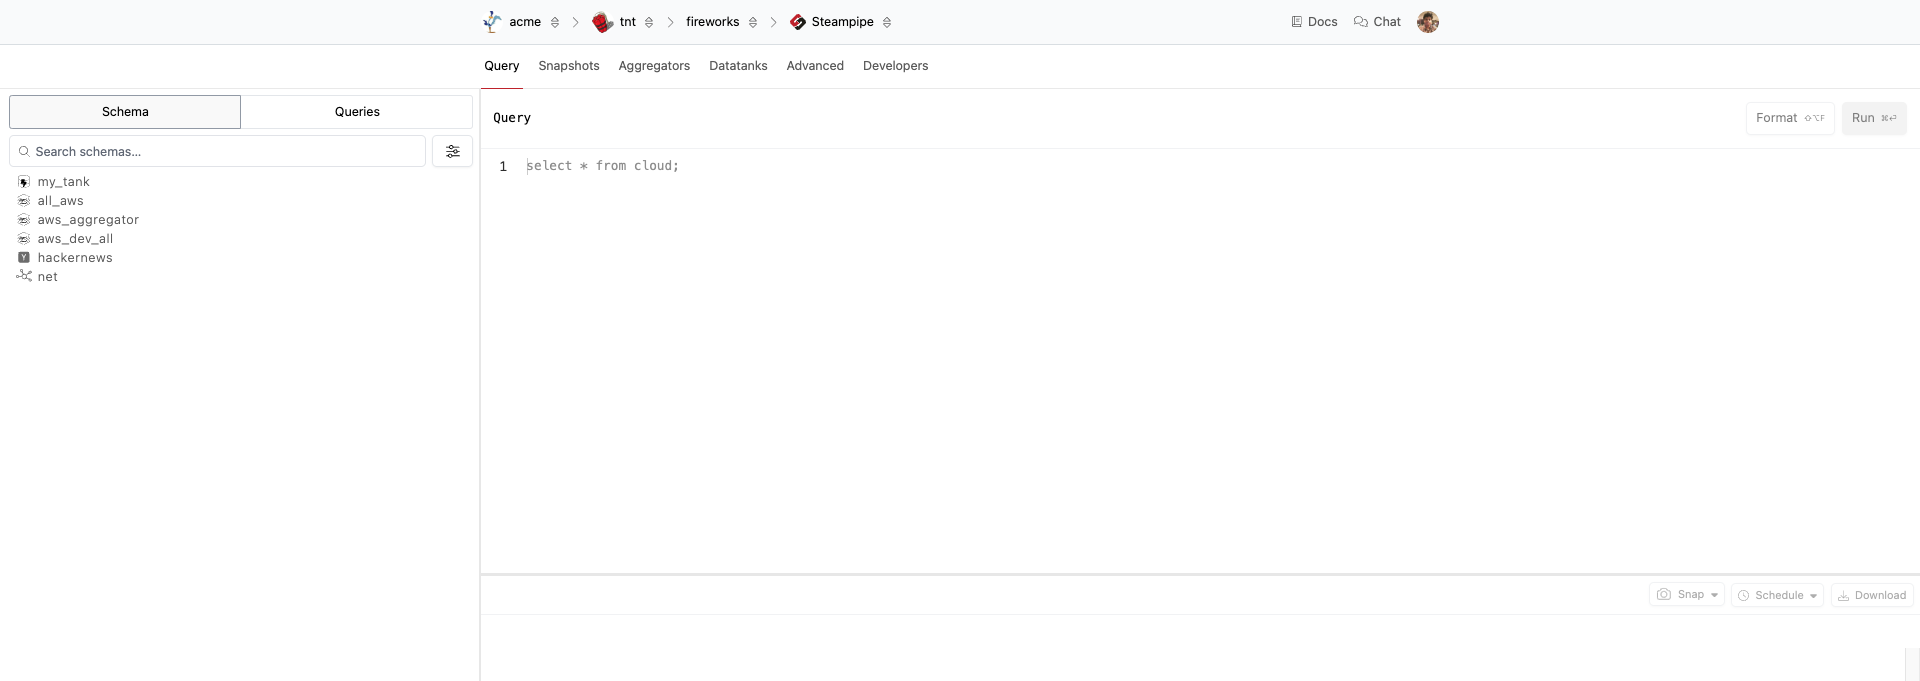 acme tnt fireworks Steampipe Docs Chat
Query Snapshots Aggregators Datatanks Advanced Developers
Schema Queries
Search schemas...
my_tank
all_aws
aws_aggregator
aws_dev_all
Y hackernews
net
Query Format ⇧⌥F Run ⌘⏎
1 select * from cloud;
Snap Schedule Download